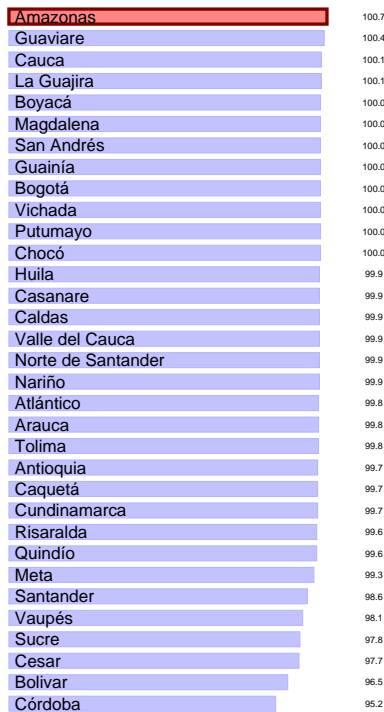 Amazonas 100.7
Guaviare 100.4
Cauca 100.1
La Guajira 100.1
Boyacá 100.0
Magdalena 100.0
San Andrés 100.0
Guainía 100.0
Bogotá 100.0
Vichada 100.0
Putumayo 100.0
Chocó 100.0
Huila 99.9
Casanare 99.9
Caldas 99.9
Valle del Cauca 99.9
Norte de Santander 99.9
Nariño 99.9
Atlántico 99.8
Arauca 99.8
Tolima 99.8
Antioquia 99.7
Caquetá 99.7
Cundinamarca 99.7
Risaralda 99.6
Quindío 99.6
Meta 99.3
Santander 98.6
Vaupés 98.1
Sucre 97.8
Cesar 97.7
Bolivar 96.5
Córdoba 95.2